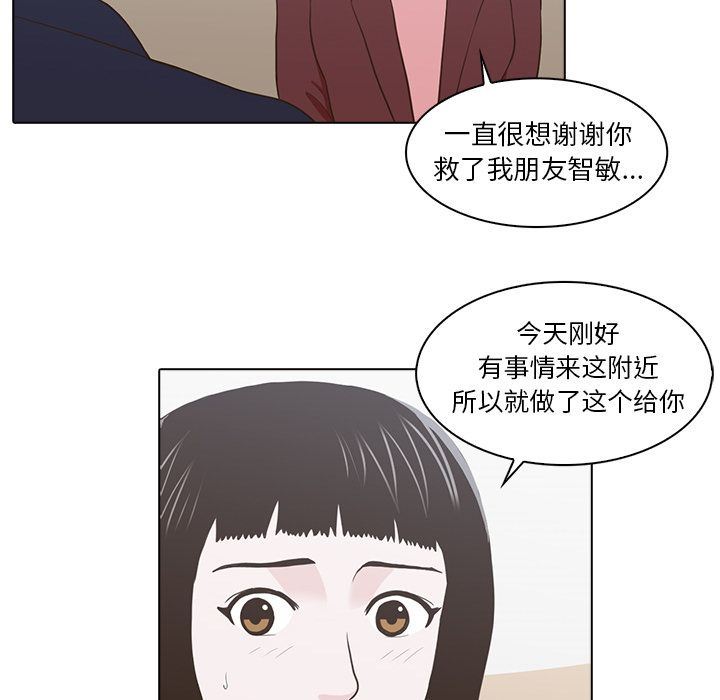 一直很想谢谢你
救了我朋友智敏...
今天刚好
有事情来这附近
所以就做了这个给你